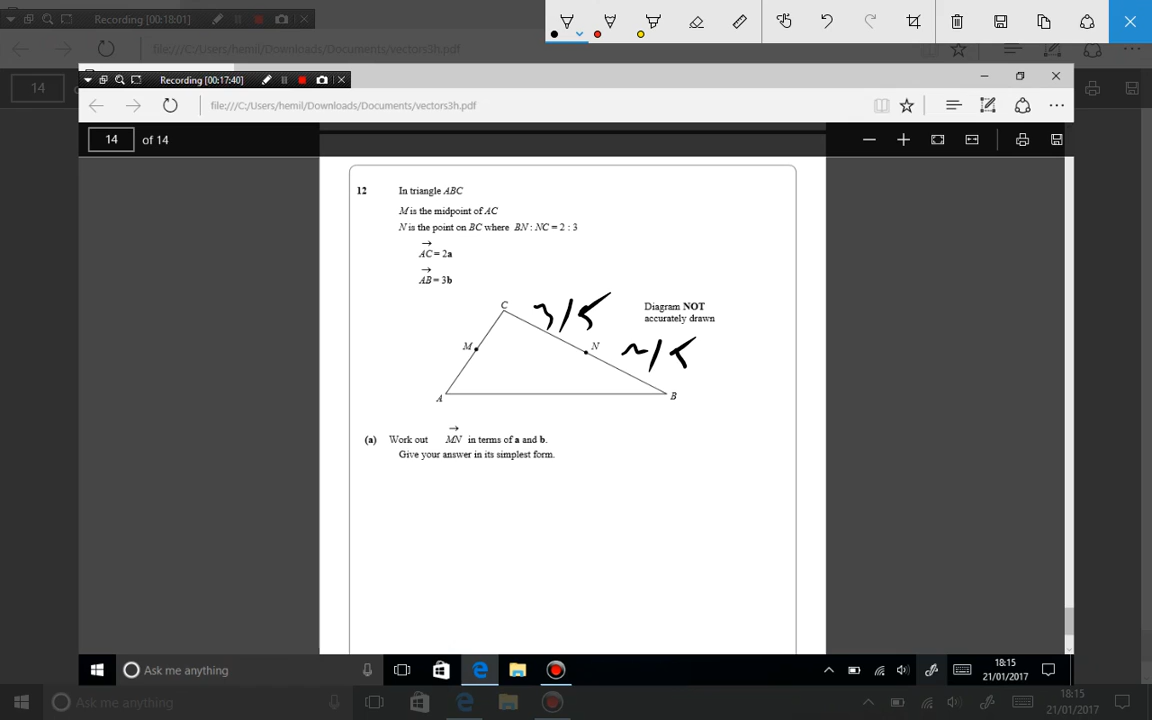 Recording [00:18:01]
file:///C:/Users/hemil/Downloads/Documents/vectors3h.pdf
14
Recording [00:17:40]
file:///C:/Users/hemil/Downloads/Documents/vectors3h.pdf
14 of 14
12 In triangle ABC
M is the midpoint of AC
N is the point on BC where BN : NC = 2 : 3
AC = 2a
AB = 3b
C
3/5
Diagram NOT
accurately drawn
M
N
2/5
A
B
(a) Work out MN in terms of a and b.
Give your answer in its simplest form.
Ask me anything
18:15
21/01/2017
Ask me anything
18:15
21/01/2017